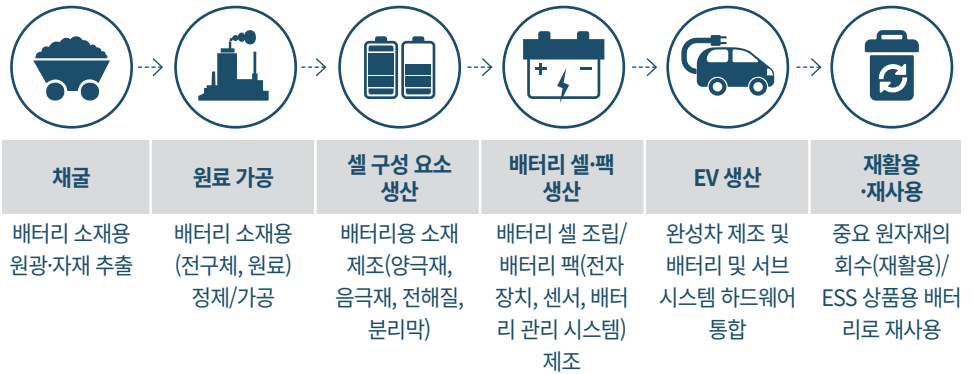 채굴
배터리 소재용
원광·자재 추출
원료 가공
배터리 소재용
(전구체, 원료)
정제/가공
셀 구성 요소
생산
배터리용 소재
제조(양극재,
음극재, 전해질,
분리막)
배터리 셀·팩
생산
배터리 셀 조립/
배터리 팩(전자
장치, 센서, 배터
리 관리 시스템)
제조
EV 생산
완성차 제조 및
배터리 및 서브
시스템 하드웨어
통합
재활용
·재사용
중요 원자재의
회수(재활용)/
ESS 상품용 배터
리로 재사용